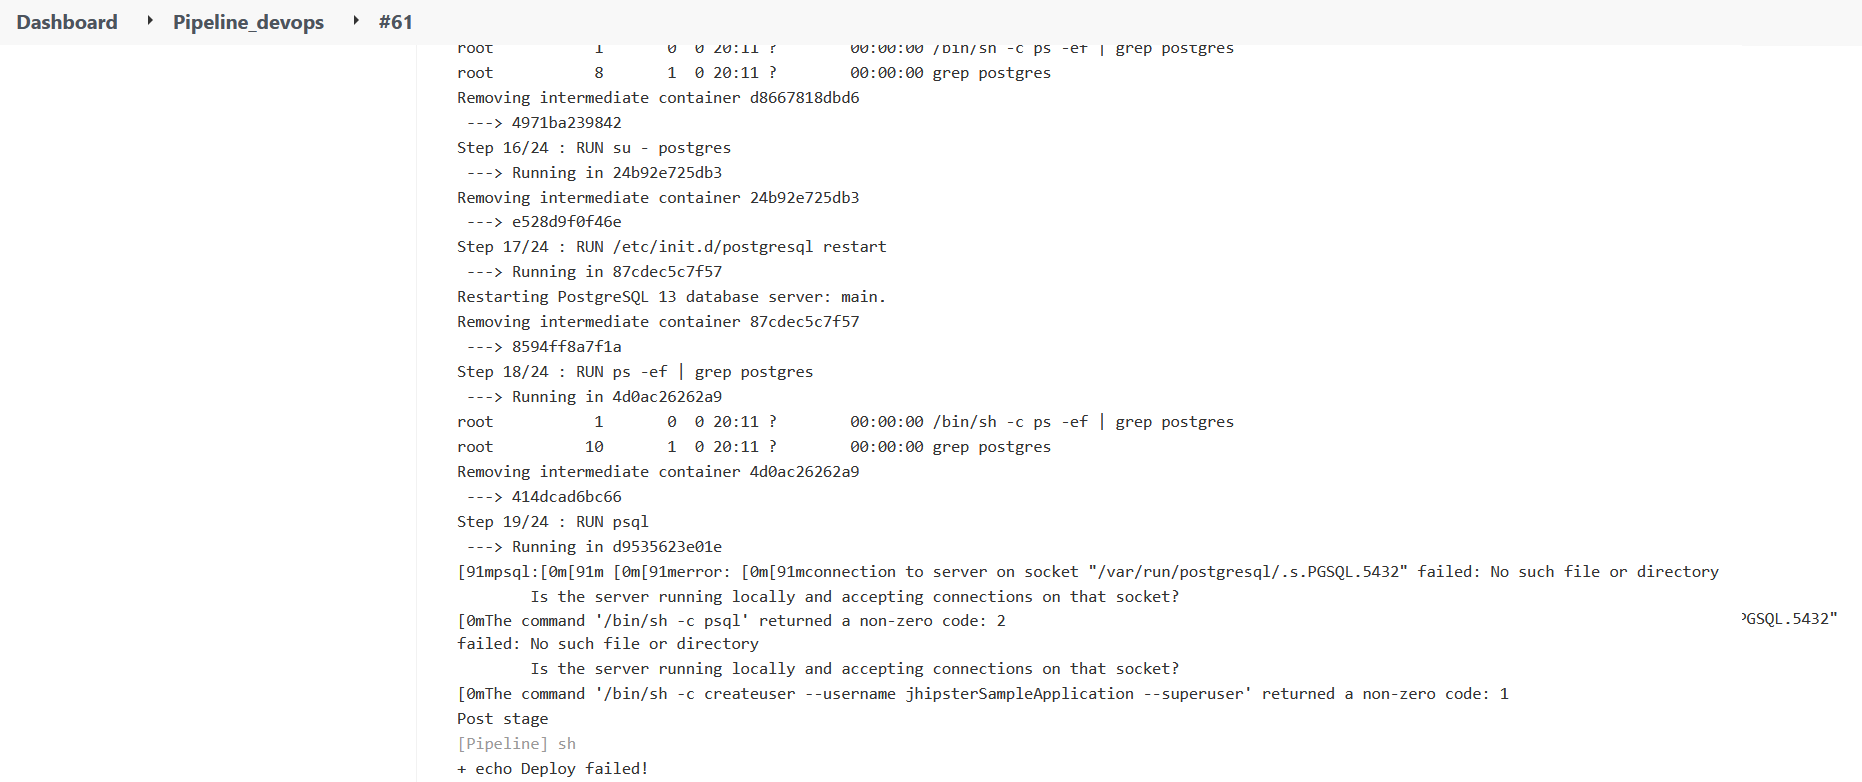 Dashboard ‣ Pipeline_devops ‣ #61
root 1 0 0 20:11 ? 00:00:00 /bin/sh -c ps -ef | grep postgres
root 8 1 0 20:11 ? 00:00:00 grep postgres
Removing intermediate container d8667818dbd6
---> 4971ba239842
Step 16/24 : RUN su - postgres
---> Running in 24b92e725db3
Removing intermediate container 24b92e725db3
---> e528d9f0f46e
Step 17/24 : RUN /etc/init.d/postgresql restart
---> Running in 87cdec5c7f57
Restarting PostgreSQL 13 database server: main.
Removing intermediate container 87cdec5c7f57
---> 8594ff8a7f1a
Step 18/24 : RUN ps -ef | grep postgres
---> Running in 4d0ac26262a9
root 1 0 0 20:11 ? 00:00:00 /bin/sh -c ps -ef | grep postgres
root 10 1 0 20:11 ? 00:00:00 grep postgres
Removing intermediate container 4d0ac26262a9
---> 414dcad6bc66
Step 19/24 : RUN psql
---> Running in d9535623e01e
[91mpsql:[0m[91m [0m[91merror: [0m[91mconnection to server on socket "/var/run/postgresql/.s.PGSQL.5432" failed: No such file or directory
Is the server running locally and accepting connections on that socket?
[0mThe command '/bin/sh -c psql' returned a non-zero code: 2 PGSQL.5432"
failed: No such file or directory
Is the server running locally and accepting connections on that socket?
[0mThe command '/bin/sh -c createuser --username jhipsterSampleApplication --superuser' returned a non-zero code: 1
Post stage
[Pipeline] sh
+ echo Deploy failed!